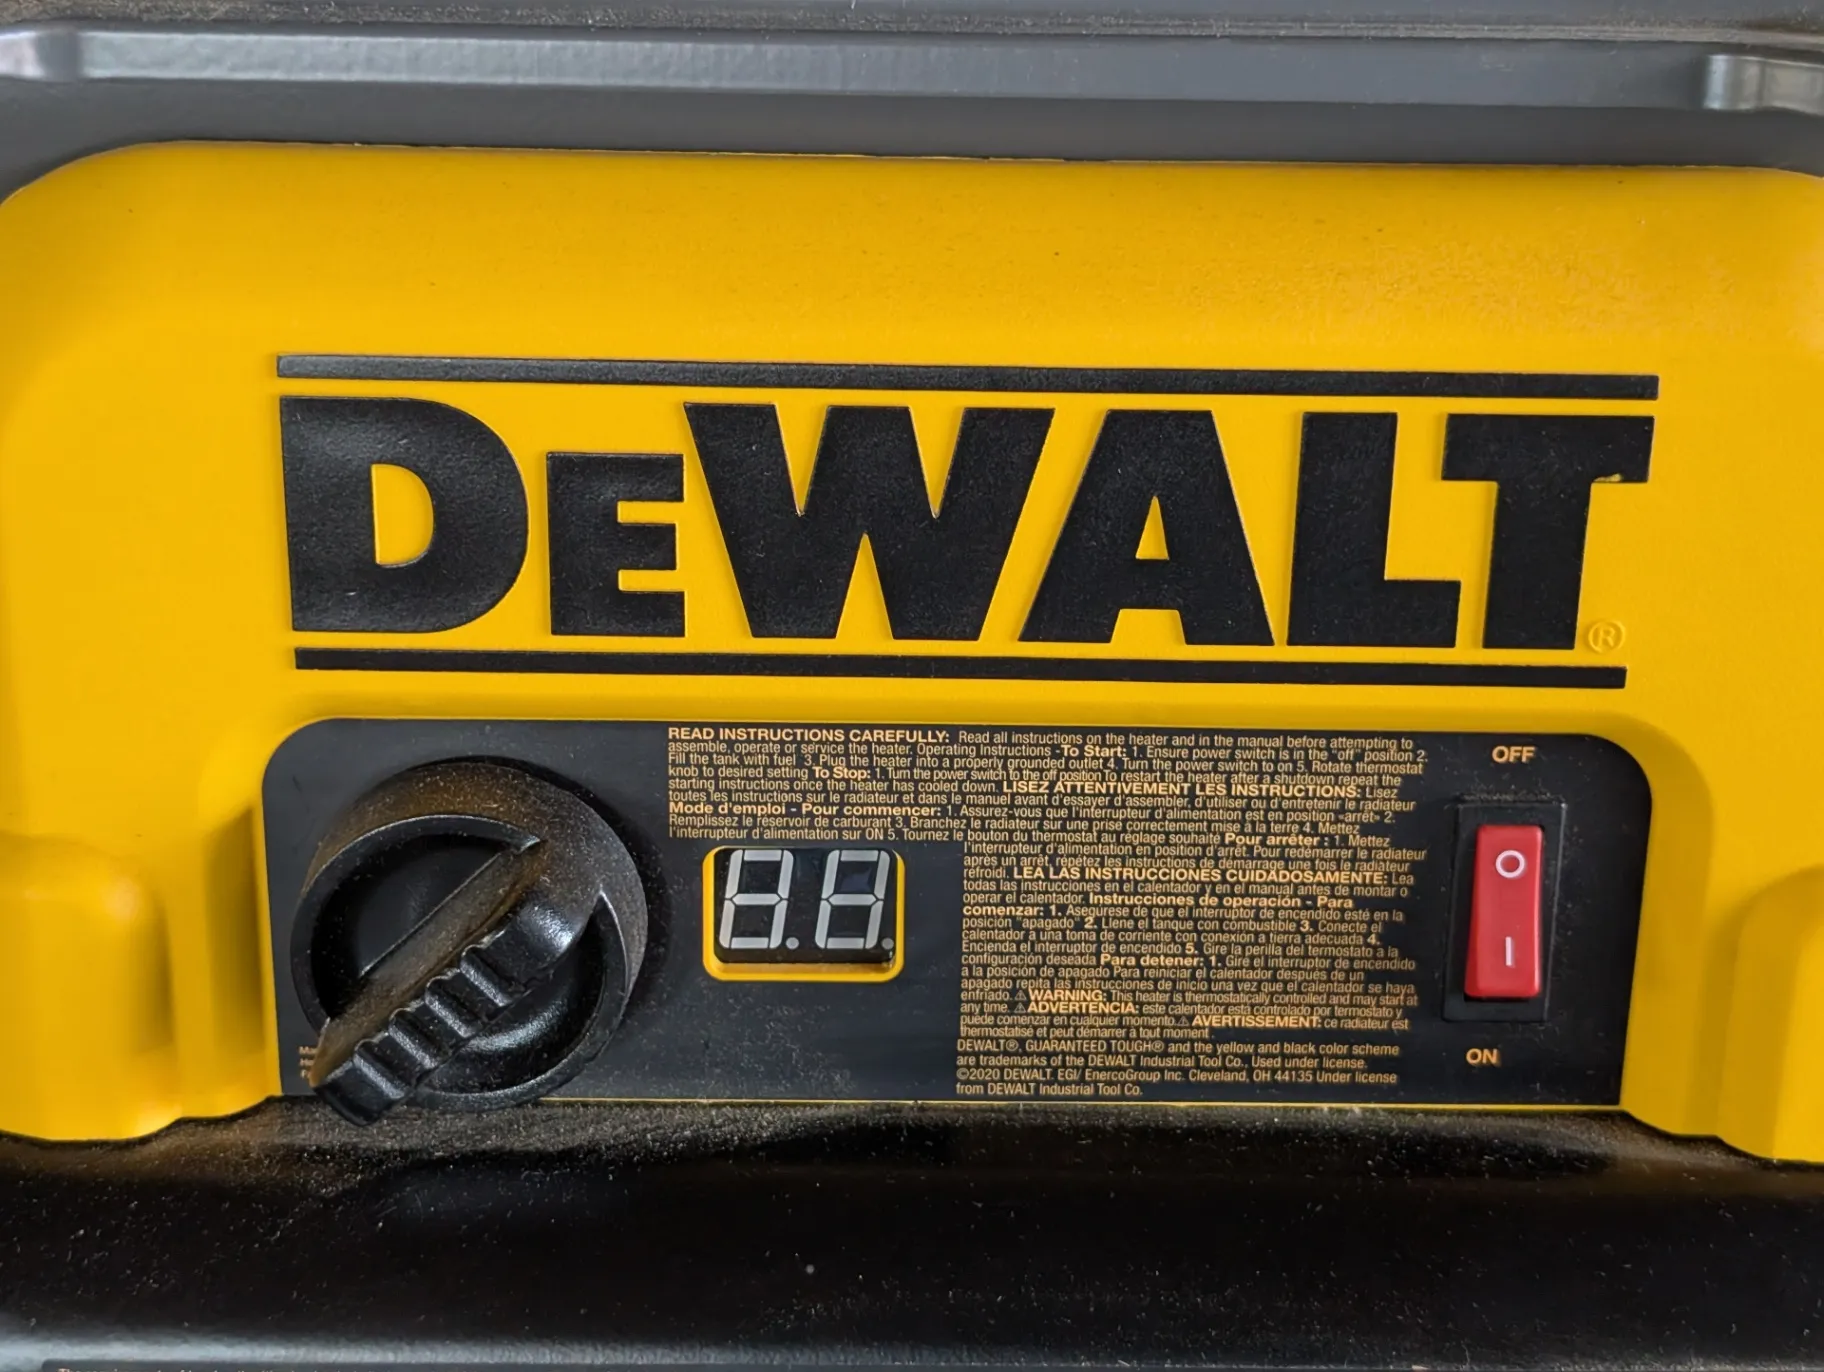 DEWALT®
READ INSTRUCTIONS CAREFULLY: Read all instructions on the heater and in the manual before attempting to
assemble, operate or service the heater. Operating Instructions -To Start: 1. Ensure power switch is in the "off" position 2.
Fill the tank with fuel 3. Plug the heater into a properly grounded outlet 4. Turn the power switch to on 5. Rotate thermostat
knob to desired setting To Stop: 1. Turn the power switch to the off position To restart the heater after a shutdown repeat the
starting instructions once the heater has cooled down. LISEZ ATTENTIVEMENT LES INSTRUCTIONS: Lisez
toutes les instructions sur le radiateur et dans le manuel avant d'essayer d'assembler, d'utiliser ou d'entretenir le radiateur
Mode d'emploi - Pour commencer: 1. Assurez-vous que l'interrupteur d'alimentation est en position «arrêt» 2.
Remplissez le réservoir de carburant 3. Branchez le radiateur sur une prise correctement mise à la terre 4. Mettez
l'interrupteur d'alimentation sur ON 5. Tournez le bouton du thermostat au réglage souhaité Pour arrêter : 1. Mettez
l'interrupteur d'alimentation en position d'arrêt. Pour redémarrer le radiateur
après un arrêt, répétez les instructions de démarrage une fois le radiateur
refroidi. LEA LAS INSTRUCCIONES CUIDADOSAMENTE: Lea
todas las instrucciones en el calentador y en el manual antes de montar o
operar el calentador. Instrucciones de operación - Para
comenzar: 1. Asegúrese de que el interruptor de encendido esté en la
posición "apagado" 2. Llene el tanque con combustible 3. Conecte el
calentador a una toma de corriente con conexión a tierra adecuada 4.
Encienda el interruptor de encendido 5. Gire la perilla del termostato a la
configuración deseada Para detener: 1. Gire el interruptor de encendido
a la posición de apagado Para reiniciar el calentador después de un
apagado repita las instrucciones de inicio una vez que el calentador se haya
enfriado. ⚠ WARNING: This heater is thermostatically controlled and may start at
any time. ⚠ ADVERTENCIA: este calentador está controlado por termostato y
puede comenzar en cualquier momento. ⚠ AVERTISSEMENT: ce radiateur est
thermostatisé et peut démarrer à tout moment
DEWALT®, GUARANTEED TOUGH® and the yellow and black color scheme
are trademarks of the DEWALT Industrial Tool Co., Used under license.
©2020 DEWALT. EGI/ EnercoGroup Inc. Cleveland, OH 44135 Under license
from DEWALT Industrial Tool Co.
8.8.
OFF
ON